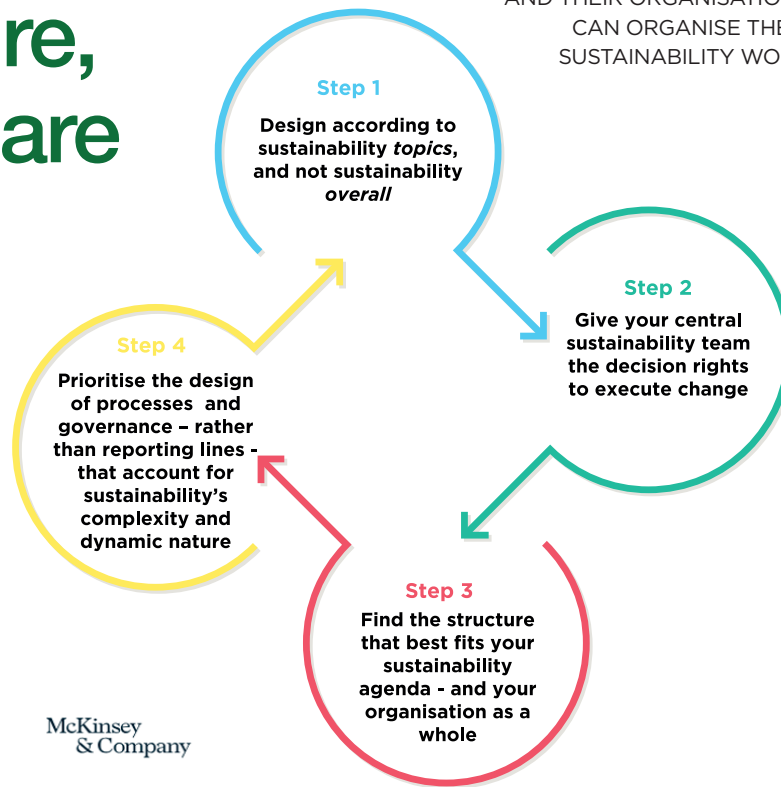 re,
are
AND THEIR ORGANISATIO
CAN ORGANISE THE
SUSTAINABILITY WO
Step 1
Design according to
sustainability topics,
and not sustainability
overall
Step 2
Give your central
sustainability team
the decision rights
to execute change
Step 3
Find the structure
that best fits your
sustainability
agenda - and your
organisation as a
whole
Step 4
Prioritise the design
of processes and
governance – rather
than reporting lines -
that account for
sustainability's
complexity and
dynamic nature
McKinsey
& Company